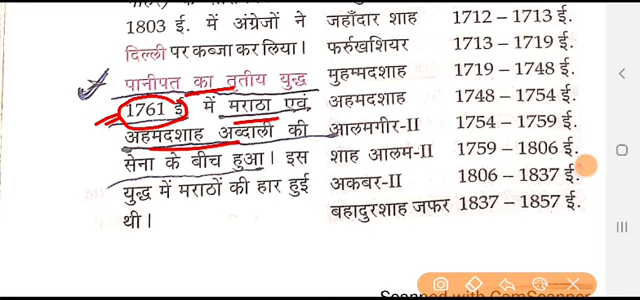 1803 ई. में अंग्रेजों ने
दिल्ली पर कब्जा कर लिया।
पानीपत का तृतीय युद्ध
1761 ई. में मराठा एवं
अहमदशाह अब्दाली की
सेना के बीच हुआ। इस
युद्ध में मराठों की हार हुई
थी।
जहाँदार शाह 1712 – 1713 ई.
फर्रुखशियर 1713 – 1719 ई.
मुहम्मदशाह 1719 – 1748 ई.
अहमदशाह 1748 – 1754 ई.
आलमगीर-II 1754 – 1759 ई.
शाह आलम-II 1759 – 1806 ई.
अकबर-II 1806 – 1837 ई.
बहादुरशाह जफर 1837 – 1857 ई.